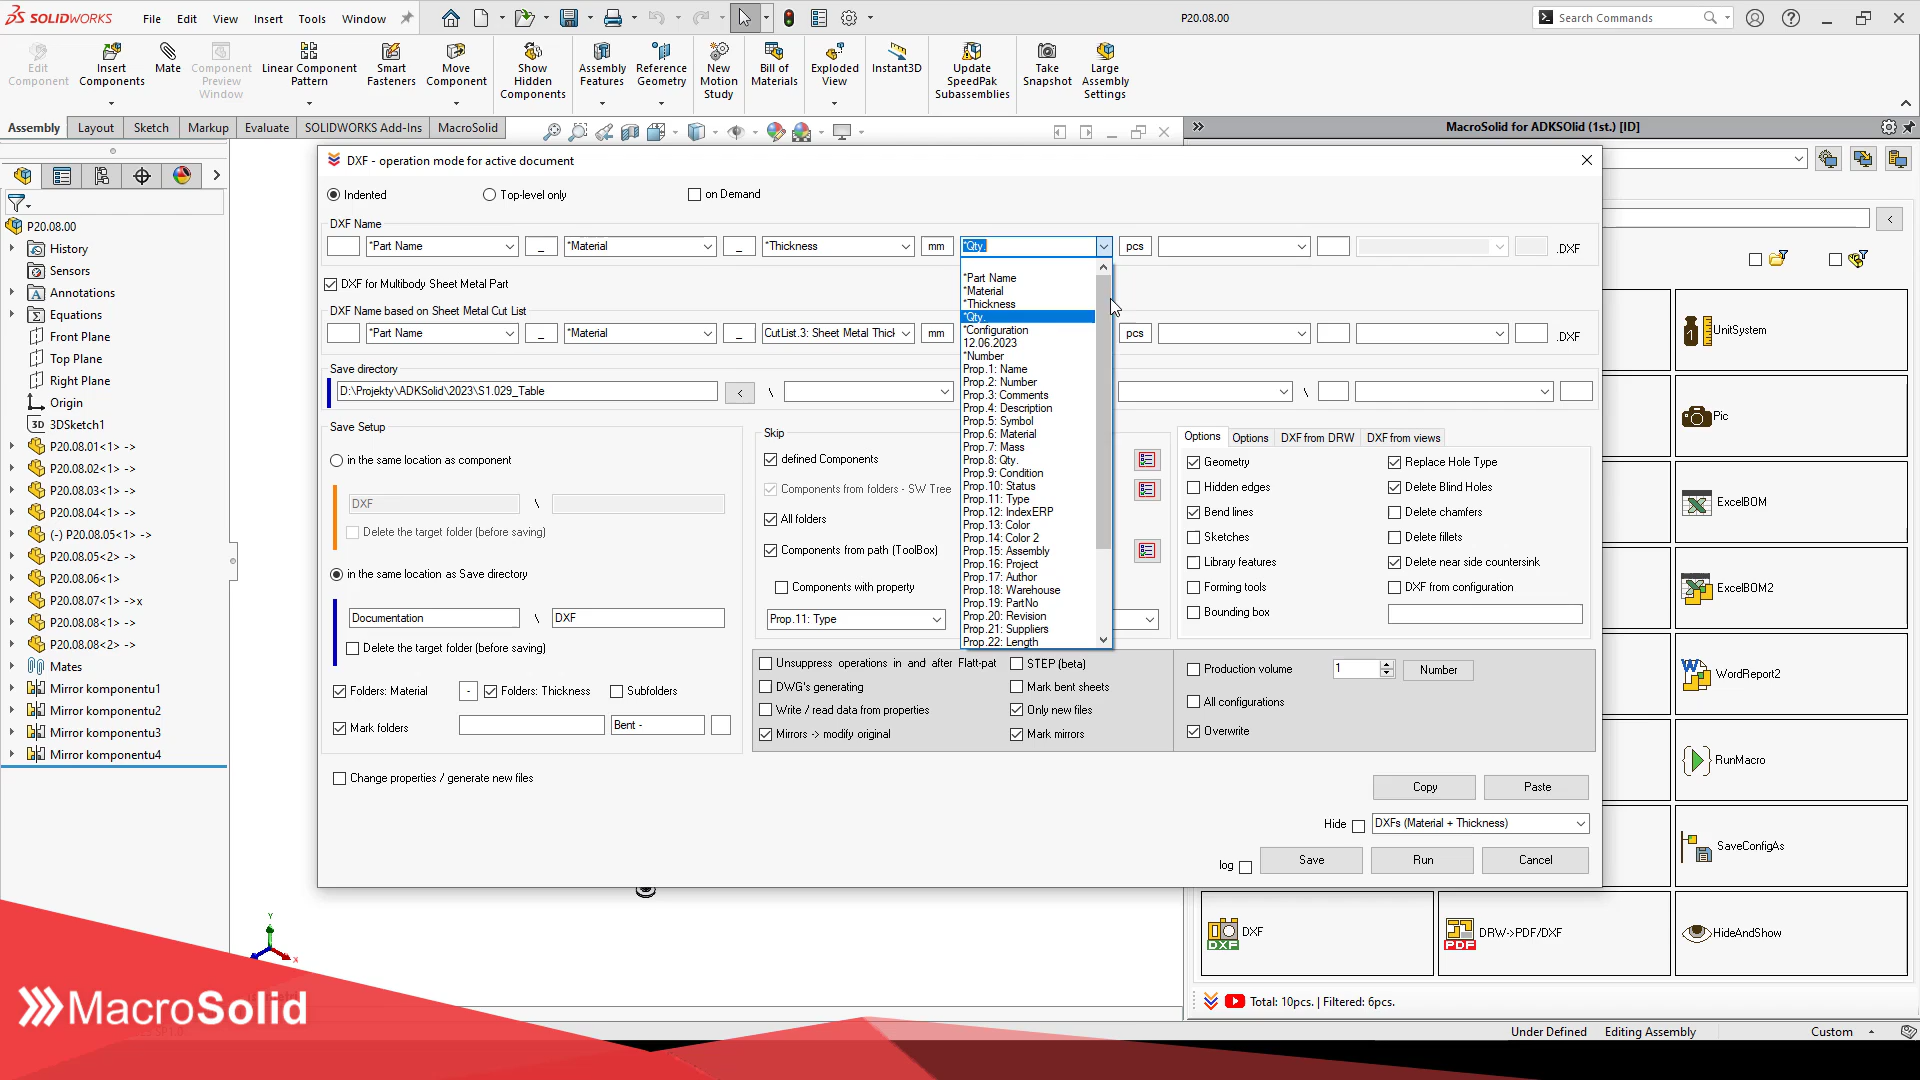 SOLIDWORKS File Edit View Insert Tools Window P20.08.00 Search Commands
Edit Component
Insert Components
Mate
Component Preview Window
Linear Component Pattern
Smart Fasteners
Move Component
Show Hidden Components
Assembly Features
Reference Geometry
New Motion Study
Bill of Materials
Exploded View
Instant3D
Update SpeedPak Subassemblies
Take Snapshot
Large Assembly Settings
Assembly Layout Sketch Markup Evaluate SOLIDWORKS Add-Ins MacroSolid
MacroSolid for ADKSOlid (1st.) [ID]
P20.08.00
History
Sensors
Annotations
Equations
Front Plane
Top Plane
Right Plane
Origin
3D 3DSketch1
P20.08.01<1> ->
P20.08.02<1> ->
P20.08.03<1> ->
P20.08.04<1> ->
(-) P20.08.05<1> ->
P20.08.05<2> ->
P20.08.06<1>
P20.08.07<1> ->x
P20.08.08<1> ->
P20.08.08<2> ->
Mates
Mirror komponentu1
Mirror komponentu2
Mirror komponentu3
Mirror komponentu4
DXF - operation mode for active document
Indented Top-level only on Demand
DXF Name
*Part Name _ *Material _ *Thickness mm *Qty. pcs .DXF
DXF for Multibody Sheet Metal Part
DXF Name based on Sheet Metal Cut List
*Part Name _ *Material _ CutList.3: Sheet Metal Thick mm pcs .DXF
Save directory
D:\Projekty\ADKSolid\2023\S1.029_Table < \ \
*Part Name
*Material
*Thickness
*Qty.
*Configuration
12.06.2023
*Number
Prop.1: Name
Prop.2: Number
Prop.3: Comments
Prop.4: Description
Prop.5: Symbol
Prop.6: Material
Prop.7: Mass
Prop.8: Qty.
Prop.9: Condition
Prop.10: Status
Prop.11: Type
Prop.12: IndexERP
Prop.13: Color
Prop.14: Color 2
Prop.15: Assembly
Prop.16: Project
Prop.17: Author
Prop.18: Warehouse
Prop.19: PartNo
Prop.20: Revision
Prop.21: Suppliers
Prop.22: Length
Save Setup
in the same location as component
DXF \
Delete the target folder (before saving)
in the same location as Save directory
Documentation \ DXF
Delete the target folder (before saving)
Folders: Material - Folders: Thickness Subfolders
Mark folders Bent -
Change properties / generate new files
Skip
defined Components
Components from folders - SW Tree
All folders
Components from path (ToolBox)
Components with property
Prop.11: Type
Unsuppress operations in and after Flatt-pat STEP (beta)
DWG's generating Mark bent sheets
Write / read data from properties Only new files
Mirrors -> modify original Mark mirrors
Options Options DXF from DRW DXF from views
Geometry Replace Hole Type
Hidden edges Delete Blind Holes
Bend lines Delete chamfers
Sketches Delete fillets
Library features Delete near side countersink
Forming tools DXF from configuration
Bounding box
Production volume 1 Number
All configurations
Overwrite
Copy Paste
Hide DXFs (Material + Thickness)
log Save Run Cancel
UnitSystem
Pic
ExcelBOM
ExcelBOM2
WordReport2
RunMacro
SaveConfigAs
DXF DXF
PDF DRW->PDF/DXF
HideAndShow
Total: 10pcs. | Filtered: 6pcs.
Y
X
MacroSolid
Under Defined Editing Assembly Custom